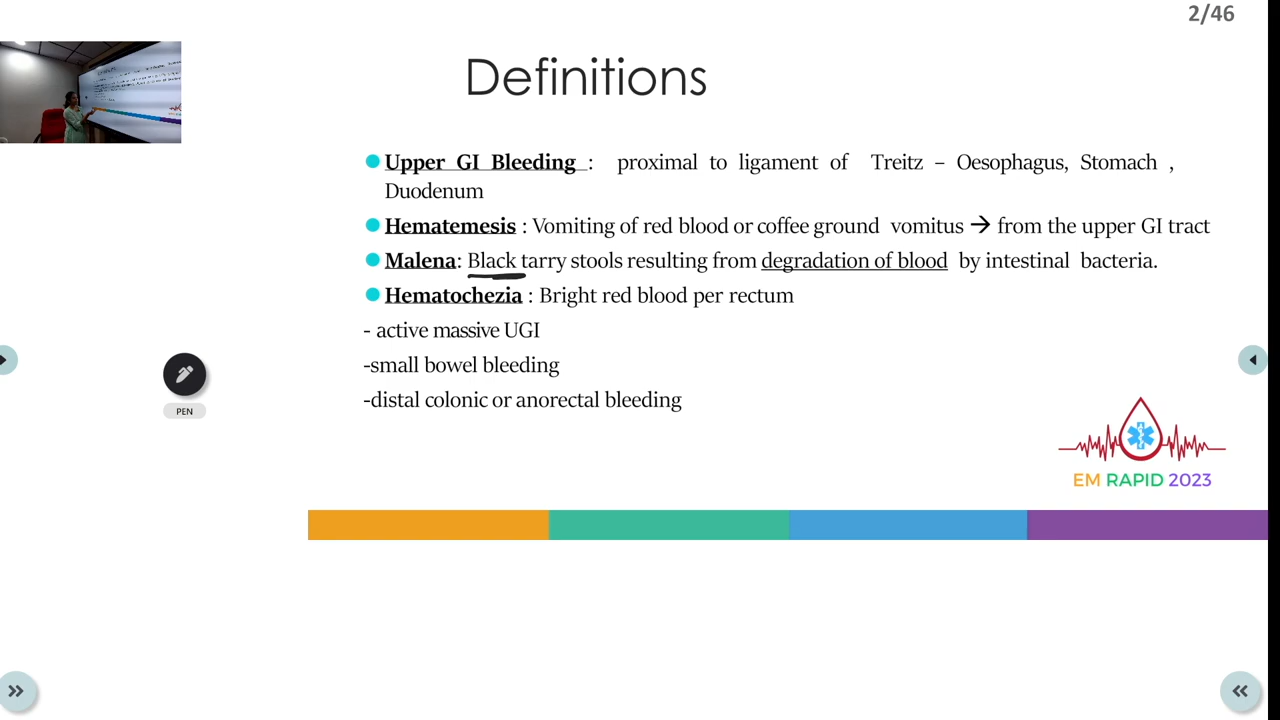 2/46
Definitions
Upper GI Bleeding : proximal to ligament of Treitz – Oesophagus, Stomach ,
Duodenum
Hematemesis : Vomiting of red blood or coffee ground vomitus → from the upper GI tract
Malena: Black tarry stools resulting from degradation of blood by intestinal bacteria.
Hematochezia : Bright red blood per rectum
- active massive UGI
-small bowel bleeding
-distal colonic or anorectal bleeding
PEN
EM RAPID 2023